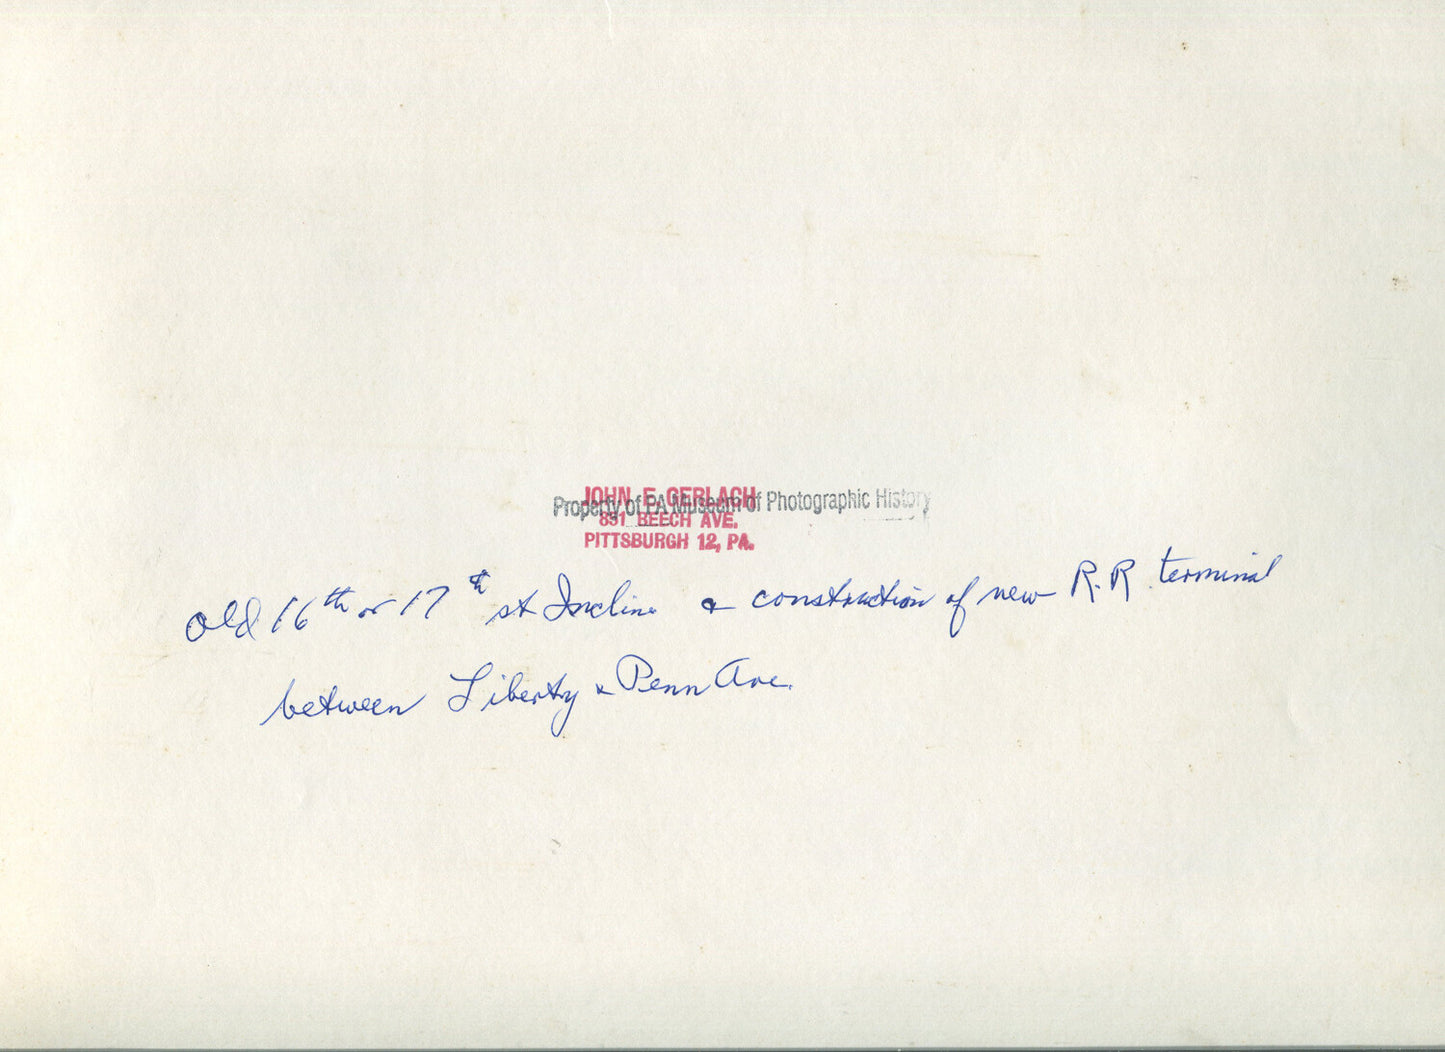 JOHN E. GERLACH
Property of PA Museum of Photographic History
891 BEECH AVE.
PITTSBURGH 12, PA.
Old 16th or 17th st Incline & construction of new R.R terminal
between Liberty & Penn Ave.